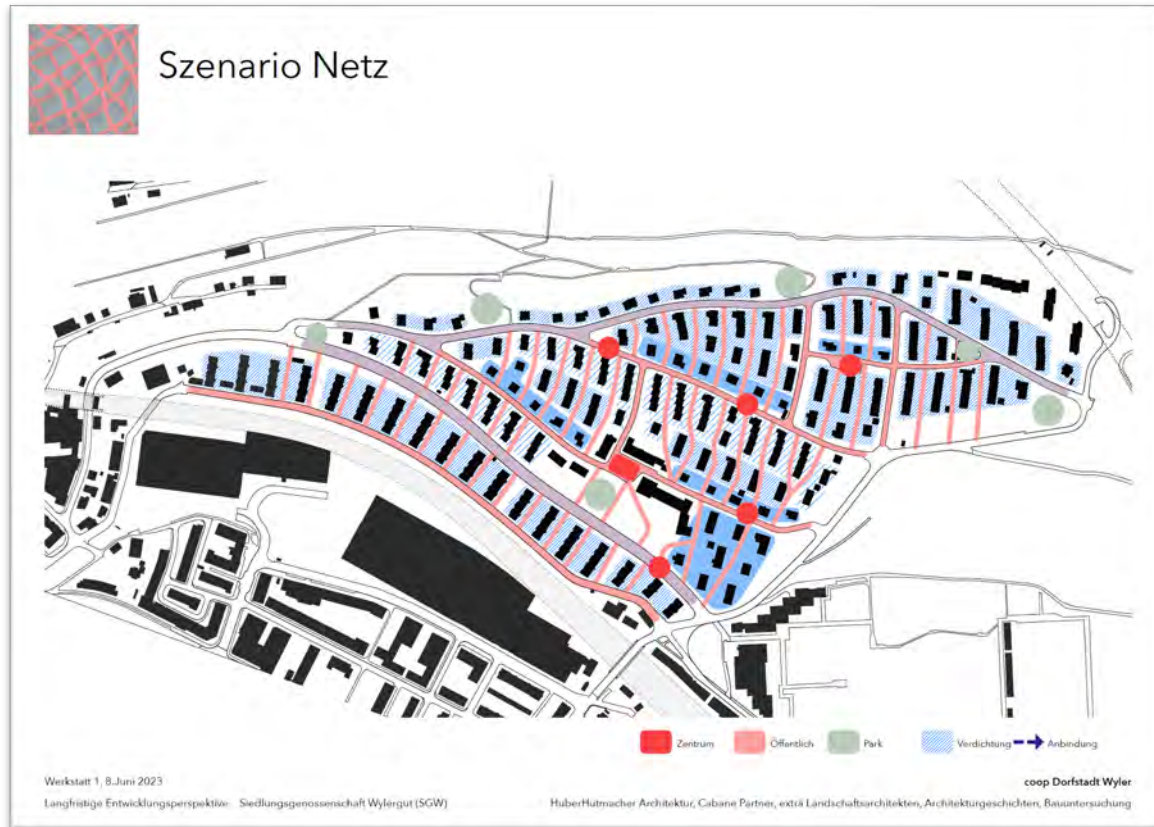 Szenario Netz
Zentrum Öffentlich Park Verdichtung Anbindung
Werkstatt 1, 8.Juni 2023
coop Dorfstadt Wyler
Langfristige Entwicklungsperspektive Siedlungsgenossenschaft Wylergut (SGW)
HuberHutmacher Architektur, Cabane Partner, extrā Landschaftsarchitekten, Architekturgeschichten, Bauuntersuchung